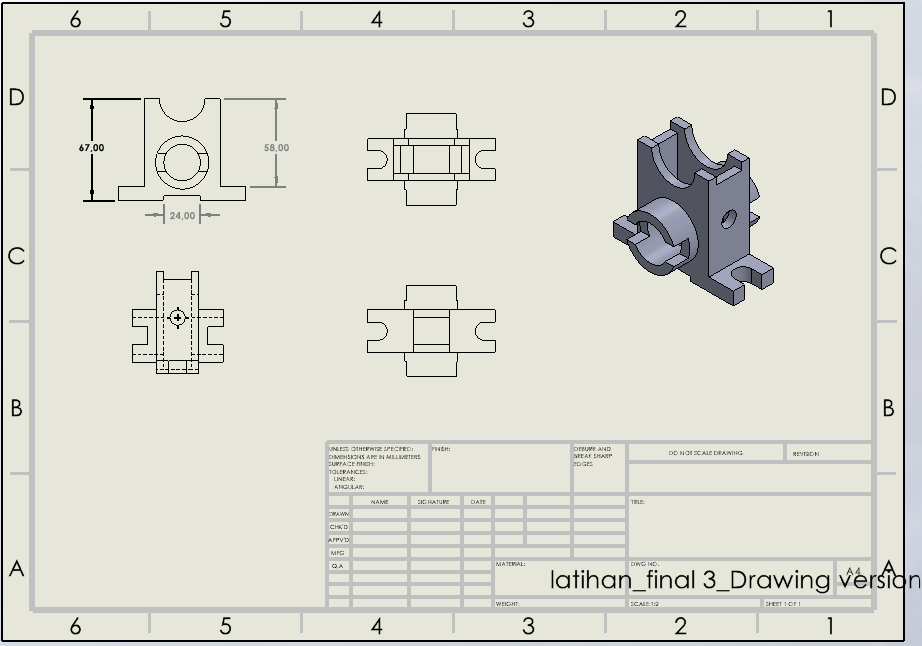 6 5 4 3 2 1
D D
67,00
58,00
24,00
C C
B B
UNLESS OTHERWISE SPECIFIED:
DIMENSIONS ARE IN MILLIMETERS
SURFACE FINISH:
TOLERANCES:
LINEAR:
ANGULAR:
FINISH:
DEBURR AND
BREAK SHARP
EDGES
DO NOT SCALE DRAWING
REVISION
NAME SIGNATURE DATE
TITLE:
DRAWN
CHK'D
APPV'D
MFG
Q.A
MATERIAL:
DWG NO.
A4
A A
latihan_final 3_Drawing version
WEIGHT:
SCALE:1:2
SHEET 1 OF 1
6 5 4 3 2 1